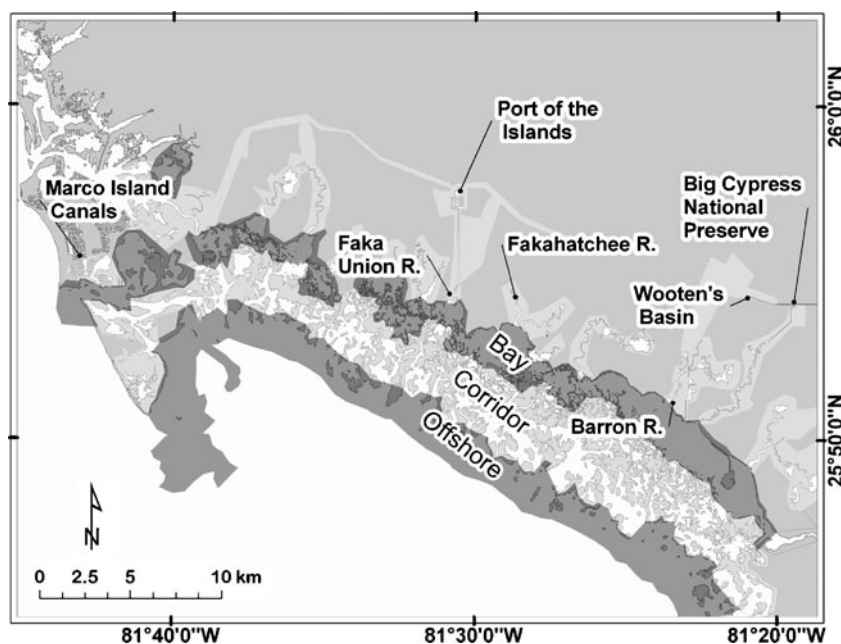 Port of the
Islands
26°0'0"N
Marco Island
Canals
Big Cypress
National
Preserve
Faka
Union R.
Fakahatchee R.
Wooten's
Basin
Bay
Corridor
Offshore
Barron R.
25°50'0"N
N
0 2.5 5 10 km
81°40'0"W 81°30'0"W 81°20'0"W